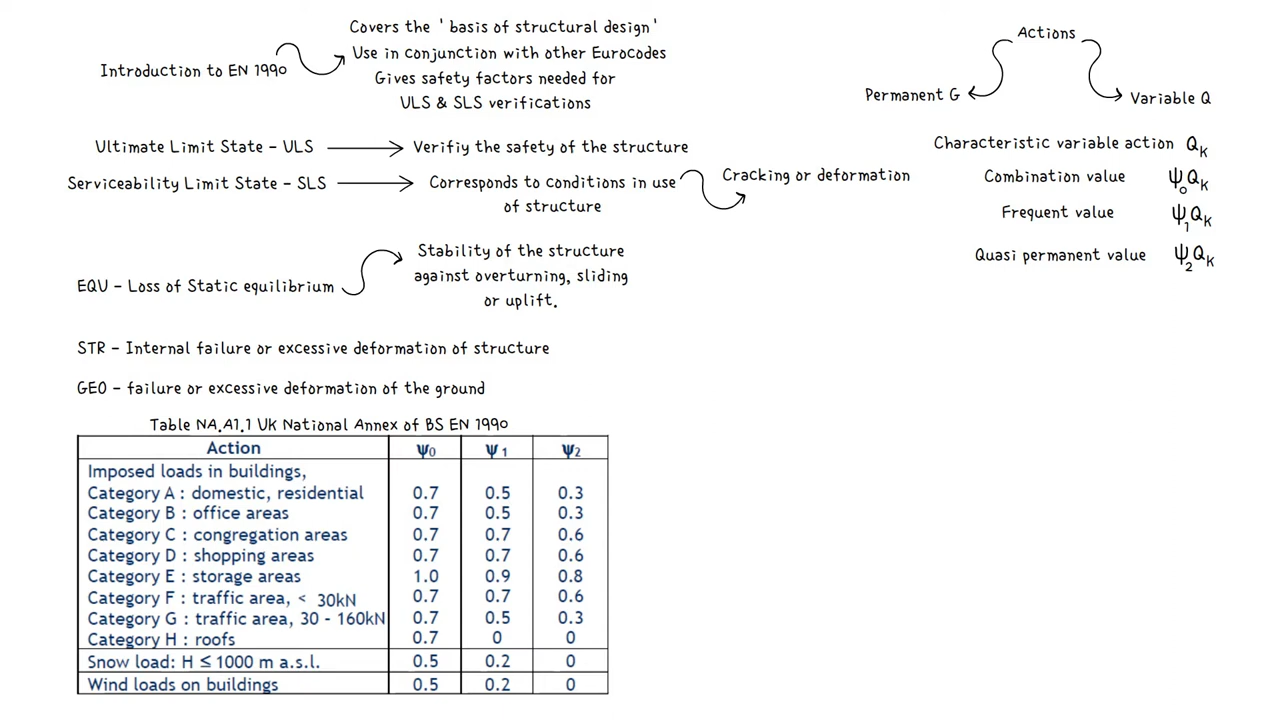 Covers the ' basis of structural design'
Introduction to EN 1990
Use in conjunction with other Eurocodes
Gives safety factors needed for
ULS & SLS verifications
Ultimate Limit State - ULS
Verifiy the safety of the structure
Serviceability Limit State - SLS
Corresponds to conditions in use
of structure
Cracking or deformation
EQU - Loss of Static equilibrium
Stability of the structure
against overturning, sliding
or uplift.
STR - Internal failure or excessive deformation of structure
GEO - failure or excessive deformation of the ground
Actions
Permanent G
Variable Q
Characteristic variable action Qk
Combination value ψ0Qk
Frequent value ψ1Qk
Quasi permanent value ψ2Qk
Table NA.A1.1 UK National Annex of BS EN 1990
Action ψ0 ψ1 ψ2
Imposed loads in buildings,
Category A : domestic, residential 0.7 0.5 0.3
Category B : office areas 0.7 0.5 0.3
Category C : congregation areas 0.7 0.7 0.6
Category D : shopping areas 0.7 0.7 0.6
Category E : storage areas 1.0 0.9 0.8
Category F : traffic area, < 30kN 0.7 0.7 0.6
Category G : traffic area, 30 - 160kN 0.7 0.5 0.3
Category H : roofs 0.7 0 0
Snow load: H ≤ 1000 m a.s.l. 0.5 0.2 0
Wind loads on buildings 0.5 0.2 0